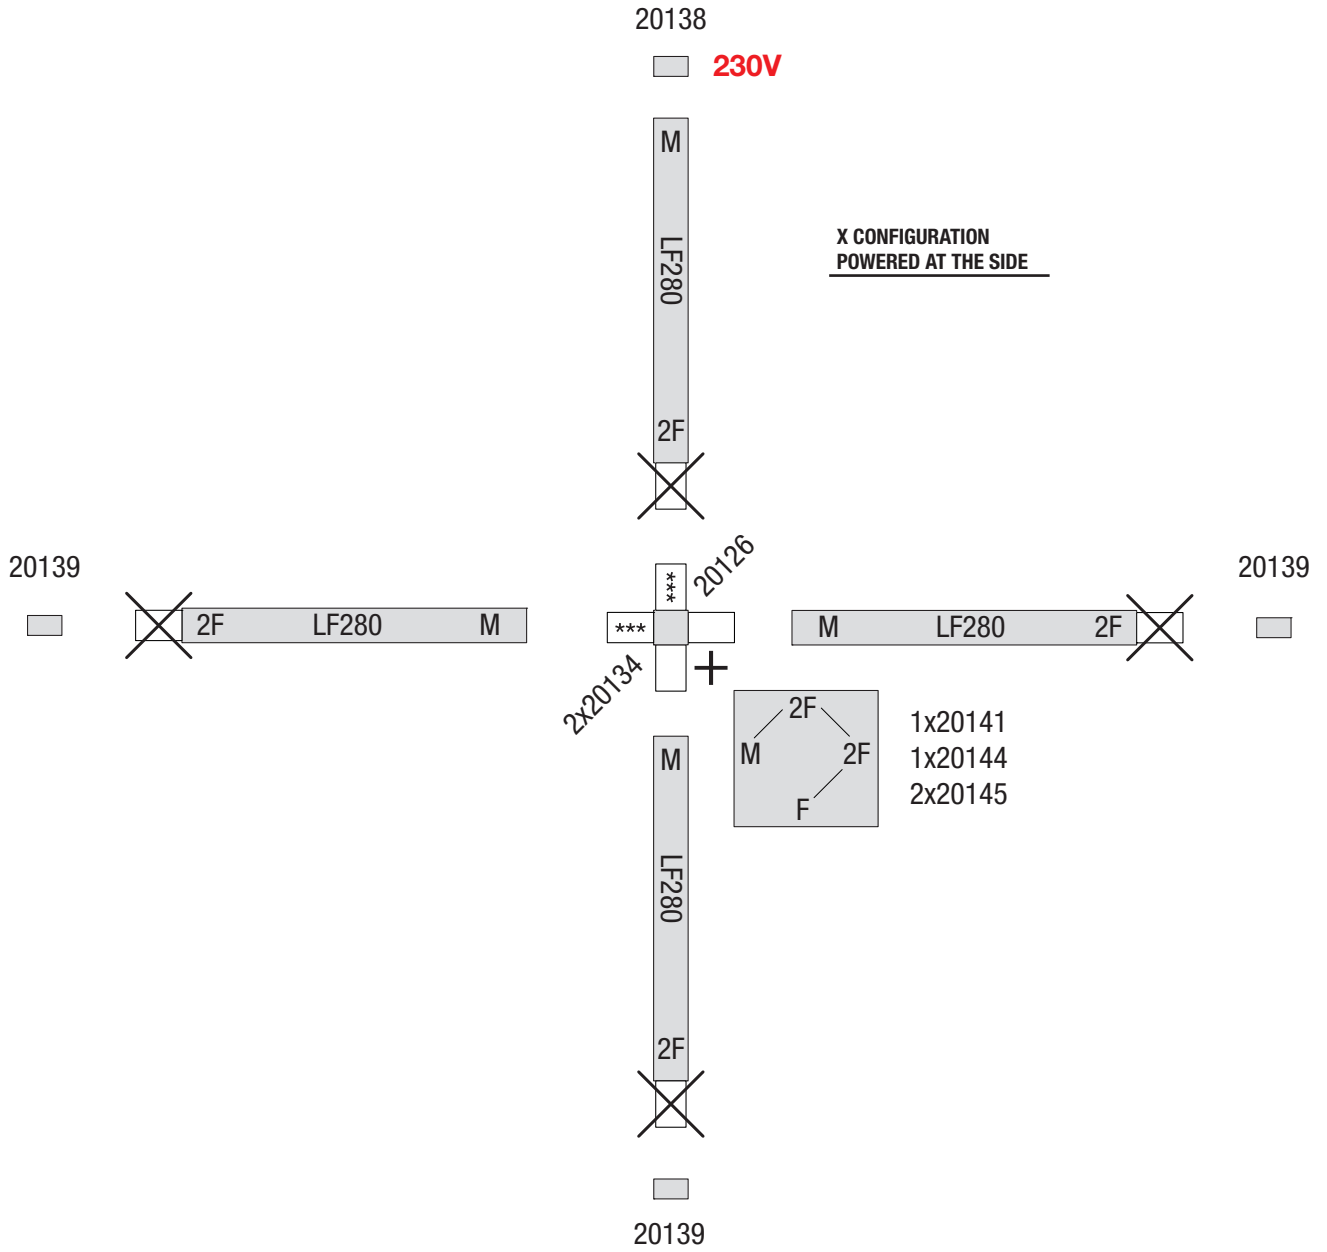 20138
230V
M
LF280
X CONFIGURATION
POWERED AT THE SIDE
2F
20126
***
20139
2F LF280 M
***
M LF280 2F
20139
2x20134
+
2F
M 2F
F
1x20141
1x20144
2x20145
M
LF280
2F
20139